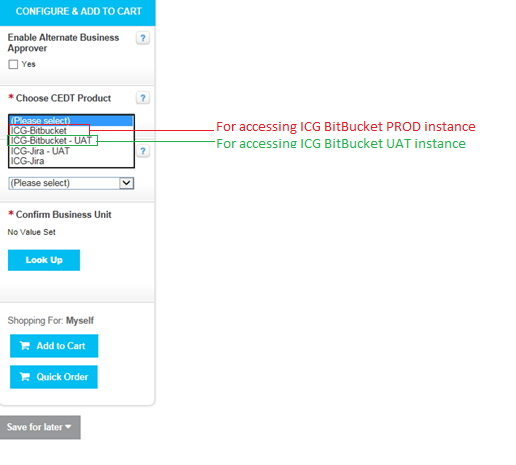 CONFIGURE & ADD TO CART
Enable Alternate Business
Approver
?
Yes
* Choose CEDT Product
?
(Please select)
ICG-Bitbucket
ICG-Bitbucket - UAT
ICG-Jira - UAT
ICG-Jira
For accessing ICG BitBucket PROD instance
For accessing ICG BitBucket UAT instance
?
(Please select)
* Confirm Business Unit
No Value Set
Look Up
Shopping For: Myself
Add to Cart
Quick Order
Save for later